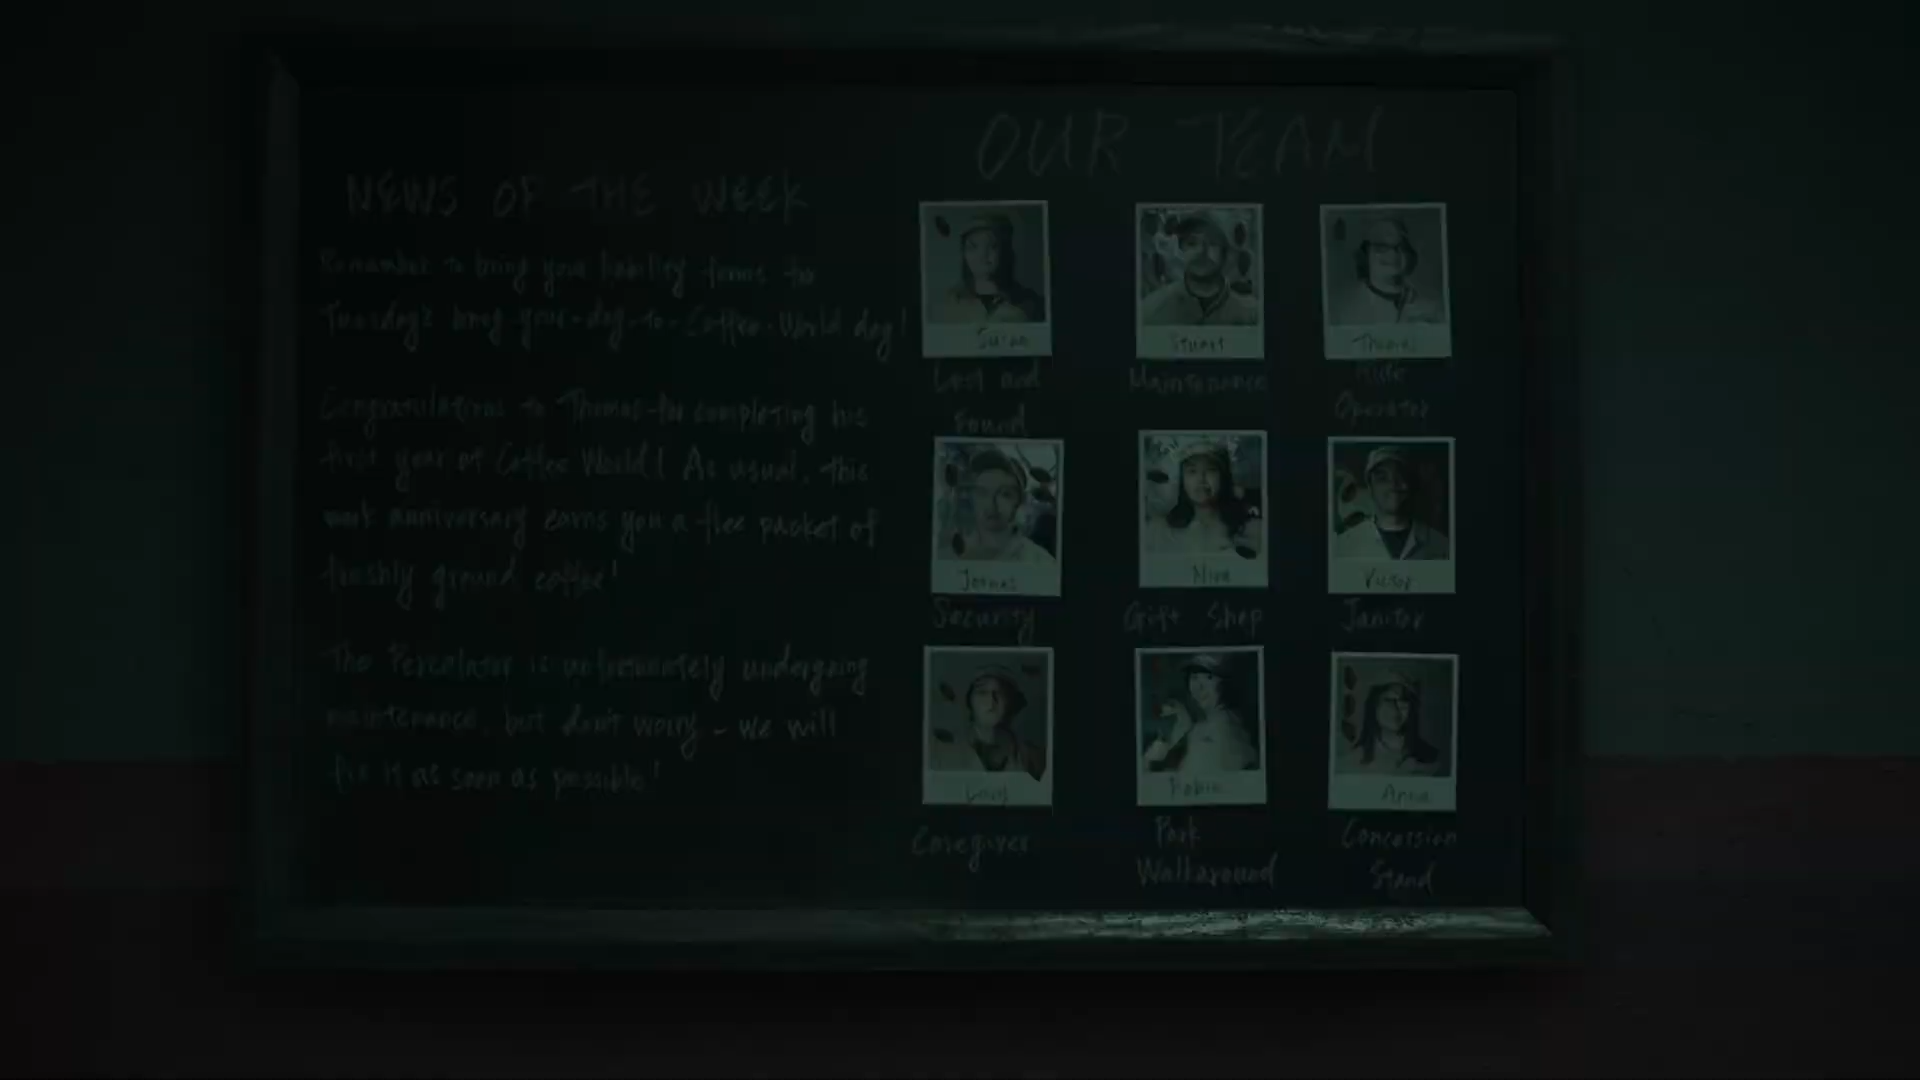 NEWS OF THE WEEK
Remember to bring your liability forms for
Tuesday's bring-your-dog-to-Coffee-World day!
Congratulations to Thomas for completing his
first year at Coffee World! As usual, this
work anniversary earns you a free packet of
freshly ground coffee!
The Percolator is unfortunately undergoing
maintenance, but don't worry - we will
fix it as soon as possible!
OUR TEAM
Susan
Stuart
Thomas
Lost and
Found
Maintenance
Ride
Operator
Jonas
Nina
Victor
Security
Gift Shop
Janitor
Robin
Anna
Caregiver
Park
Walkaround
Concession
Stand